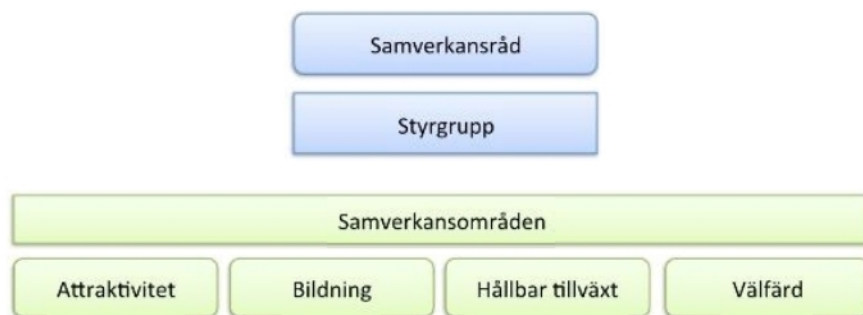 Samverkansråd
Styrgrupp
Samverkansområden
Attraktivitet
Bildning
Hållbar tillväxt
Välfärd